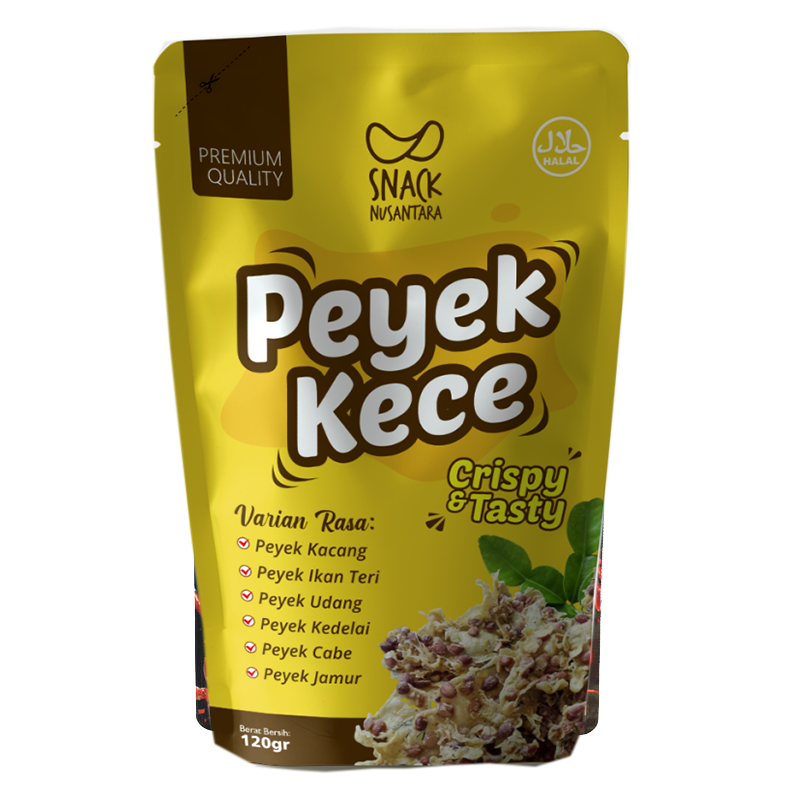 PREMIUM
QUALITY
SNACK
NUSANTARA
حلال
HALAL
Peyek
Kece
Crispy
&Tasty
Varian Rasa:
Peyek Kacang
Peyek Ikan Teri
Peyek Udang
Peyek Kedelai
Peyek Cabe
Peyek Jamur
Berat Bersih:
120gr